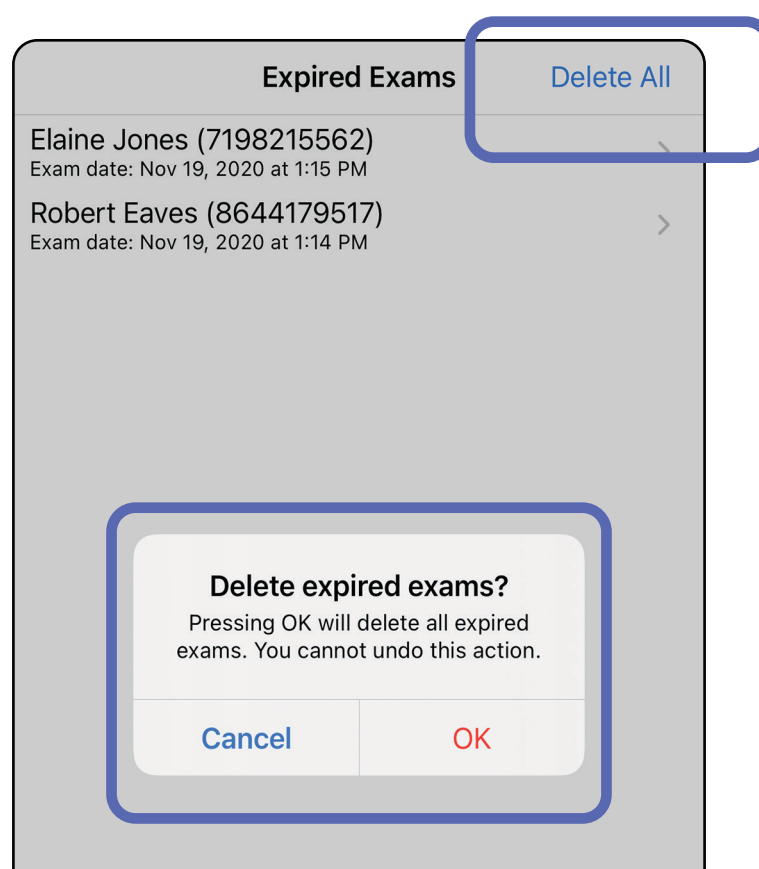 Expired Exams Delete All
Elaine Jones (7198215562)
Exam date: Nov 19, 2020 at 1:15 PM
Robert Eaves (8644179517)
Exam date: Nov 19, 2020 at 1:14 PM
Delete expired exams?
Pressing OK will delete all expired
exams. You cannot undo this action.
Cancel OK